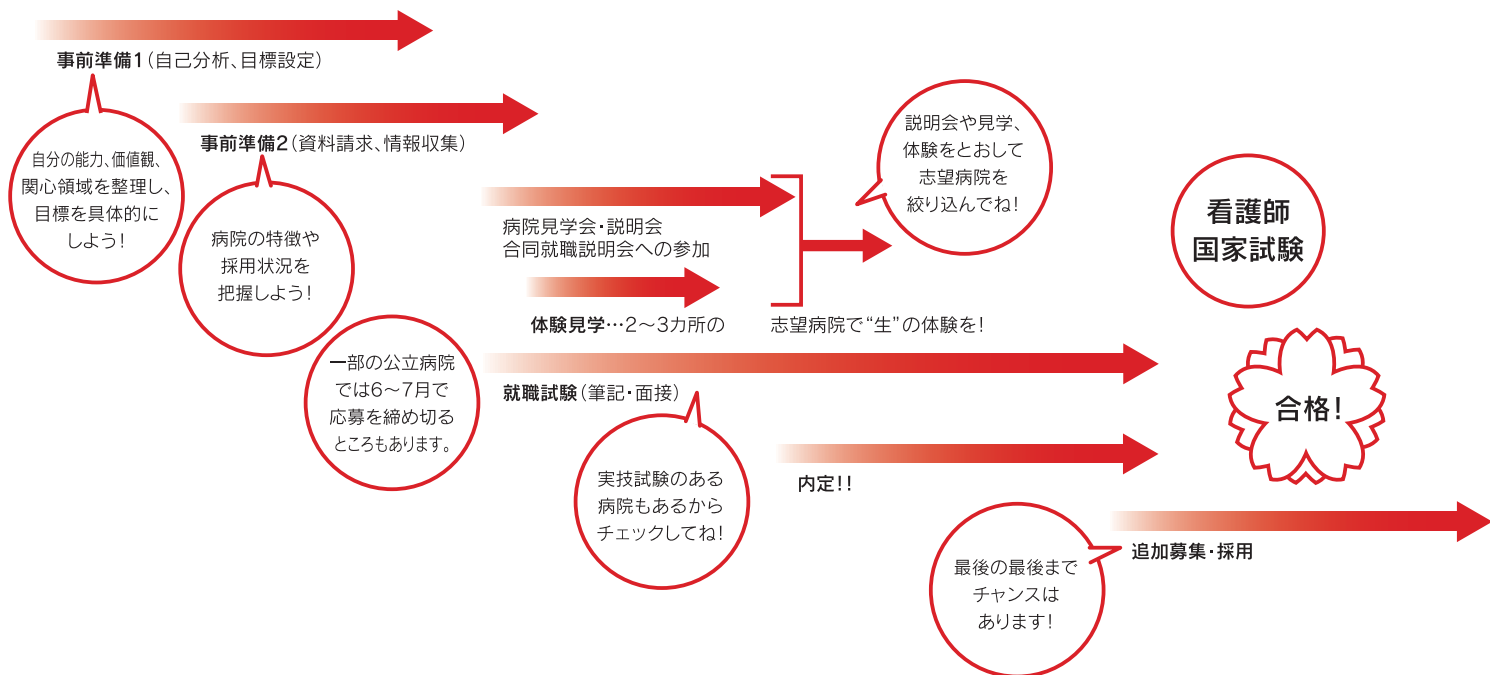 事前準備1（自己分析、目標設定）
自分の能力、価値観、
関心領域を整理し、
目標を具体的に
しよう！
事前準備2（資料請求、情報収集）
病院の特徴や
採用状況を
把握しよう！
病院見学会・説明会
合同就職説明会への参加
説明会や見学、
体験をとおして
志望病院を
絞り込んでね！
体験見学…2〜3カ所の 志望病院で“生”の体験を！
一部の公立病院
では6〜7月で
応募を締め切る
ところもあります。
就職試験（筆記・面接）
実技試験のある
病院もあるから
チェックしてね！
内定！！
看護師
国家試験
合格！
追加募集・採用
最後の最後まで
チャンスは
あります！